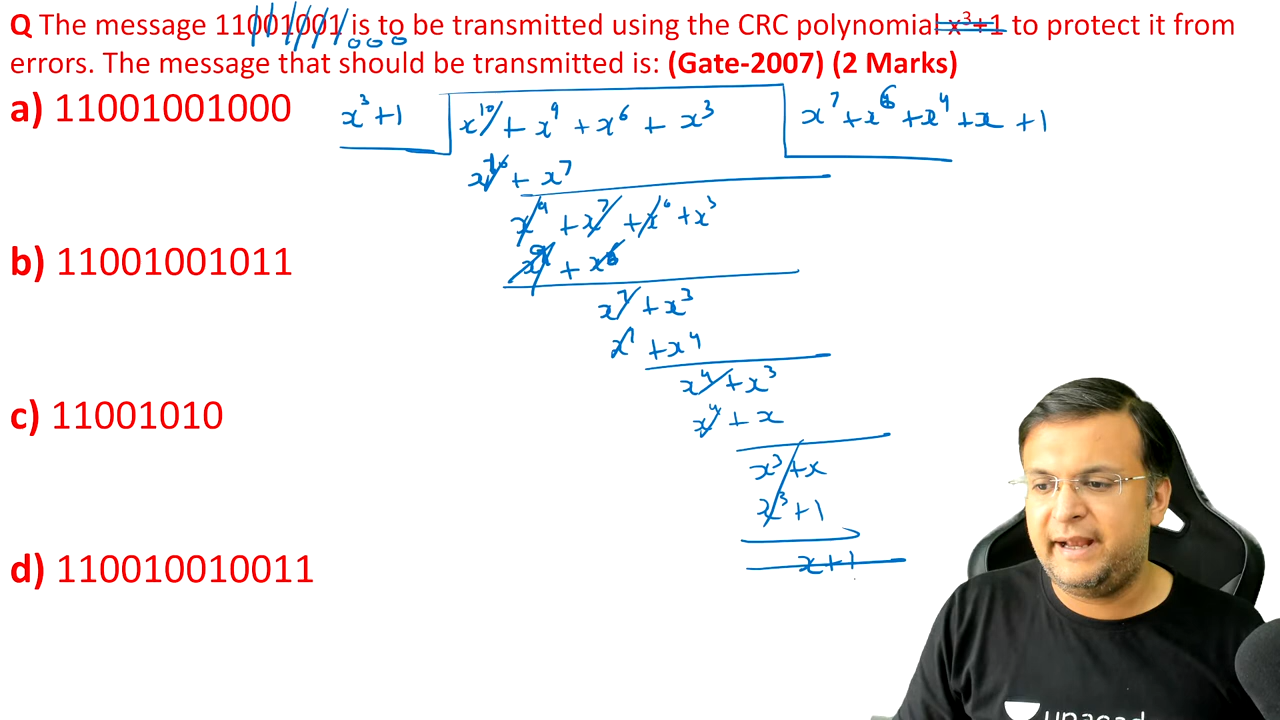 Q The message 11001001 is to be transmitted using the CRC polynomial x³+1 to protect it from
000
errors. The message that should be transmitted is: (Gate-2007) (2 Marks)
a) 11001001000
x³+1
x¹⁰ + x⁹ + x⁶ + x³
x⁷ + x⁶ + x⁴ + x + 1
x¹⁰ + x⁷
x⁹ + x⁷ + x⁶ + x³
b) 11001001011
x⁹ + x⁶
x⁷ + x³
x⁷ + x⁴
x⁴ + x³
c) 11001010
x⁴ + x
x³ + x
x³ + 1
d) 110010010011
x + 1